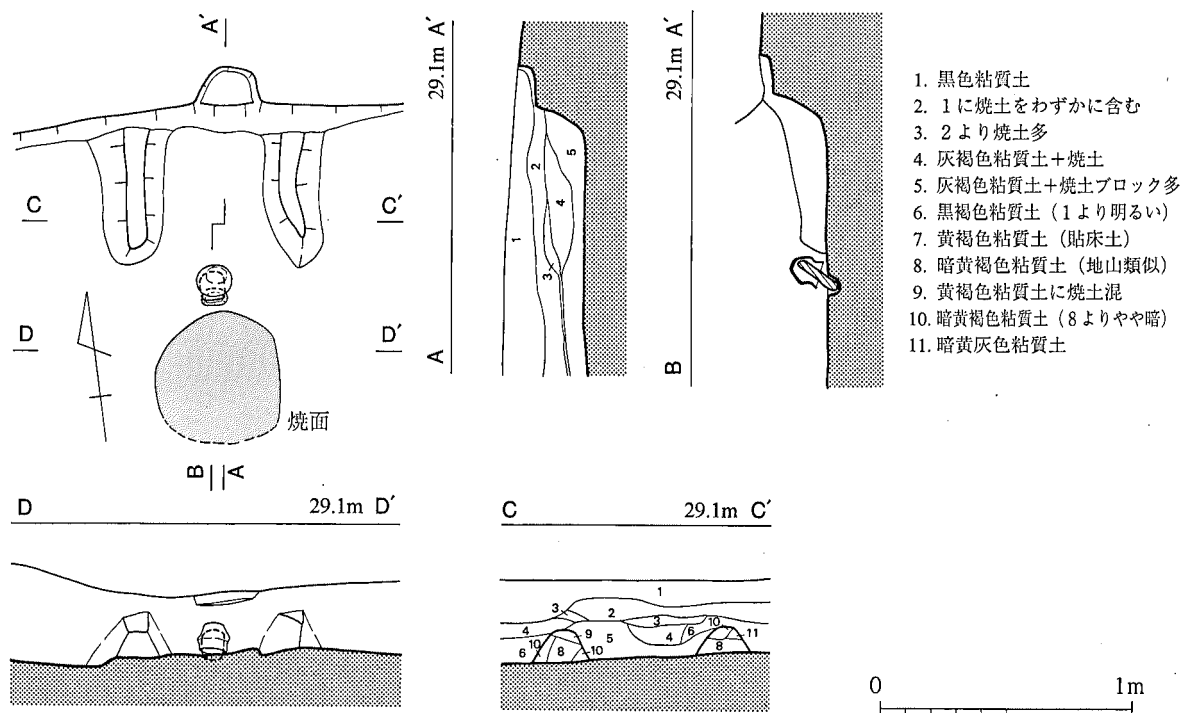 A′
C
C′
D
D′
焼面
B
A
29.1m A′
1
2
3
4
5
A
29.1m A′
B
1. 黒色粘質土
2. 1に焼土をわずかに含む
3. 2より焼土多
4. 灰褐色粘質土+焼土
5. 灰褐色粘質土+焼土ブロック多
6. 黒褐色粘質土(1より明るい)
7. 黄褐色粘質土(貼床土)
8. 暗黄褐色粘質土(地山類似)
9. 黄褐色粘質土に焼土混
10. 暗黄褐色粘質土(8よりやや暗)
11. 暗黄灰色粘質土
D 29.1m D′
C 29.1m C′
1
3 2 3 10
4 9 5 4 6 11
6 10 8 10 8
0 1m